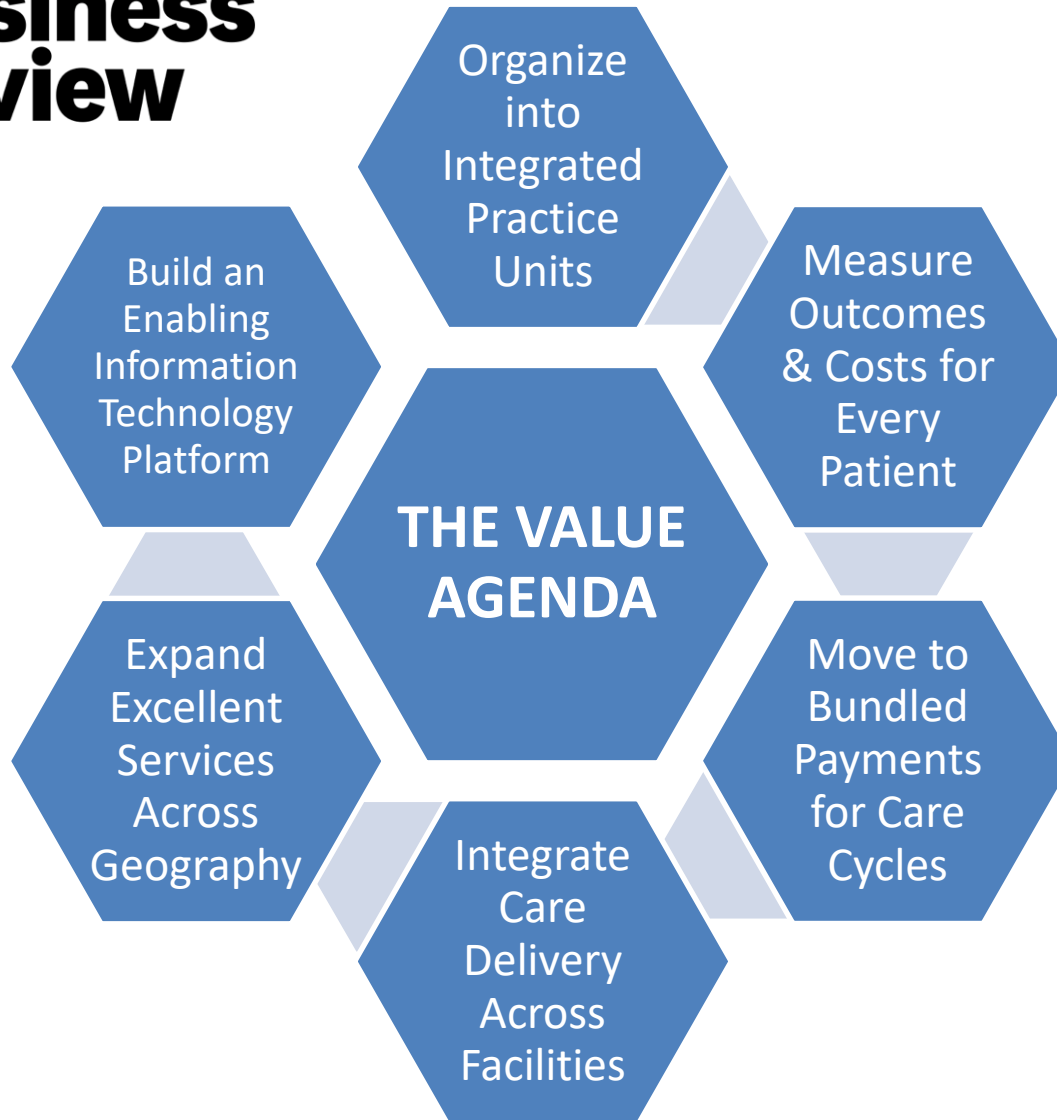 siness
view
Organize
into
Integrated
Practice
Units
Measure
Outcomes
& Costs for
Every
Patient
Move to
Bundled
Payments
for Care
Cycles
Integrate
Care
Delivery
Across
Facilities
Expand
Excellent
Services
Across
Geography
Build an
Enabling
Information
Technology
Platform
THE VALUE
AGENDA